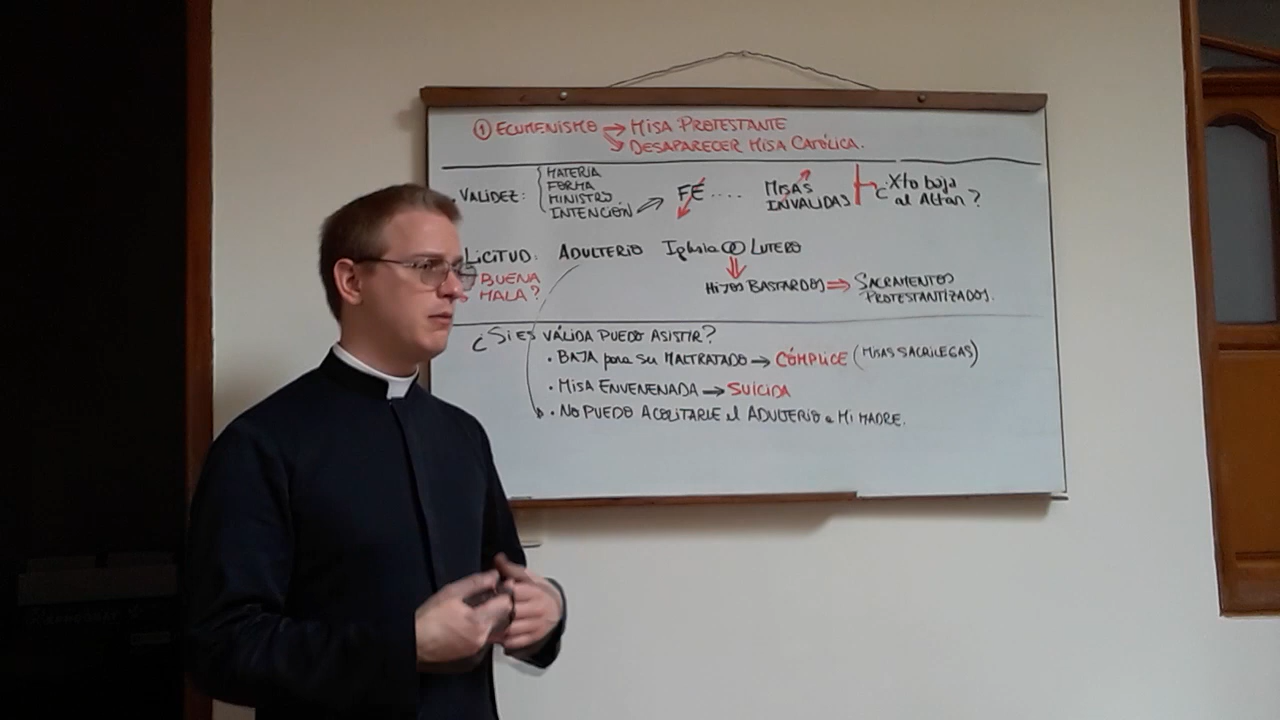 ① ECUMENISMO → MISA PROTESTANTE
→ DESAPARECER MISA CATÓLICA.
. VALIDEZ: MATERIA
FORMA
MINISTRO
INTENCIÓN → FE .... MISAS
INVALIDAS ¿Xto baja
al Altar?
LICITUD: ADULTERIO Iglesia LUTERO
BUENA
MALA?
HIJOS BASTARDOS ⇒ SACRAMENTOS
PROTESTANTIZADOS.
¿SI ES VÁLIDA PUEDO ASISTIR?
• BAJA para ser MALTRATADO → CÓMPLICE (MISAS SACRILEGAS)
• MISA ENVENENADA → SUICIDA
• NO PUEDO ACOLITARLE el ADULTERIO a MI MADRE.